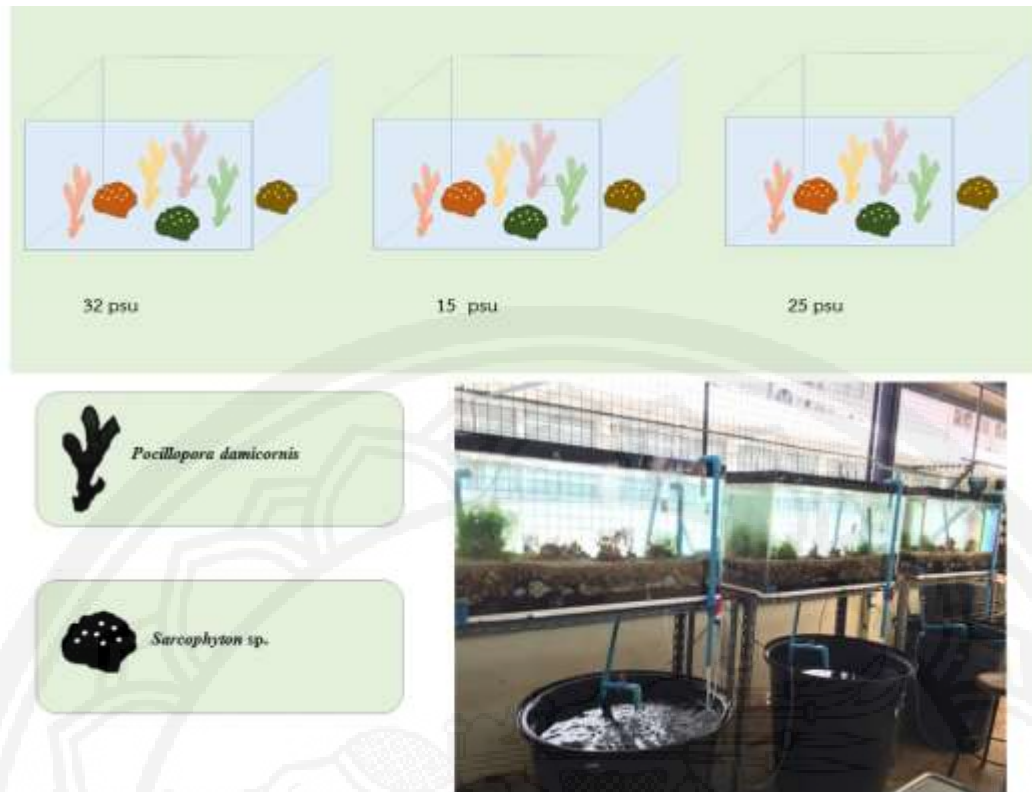 32 psu
15 psu
25 psu
Pocillopora damicornis
Sarcophyton sp.